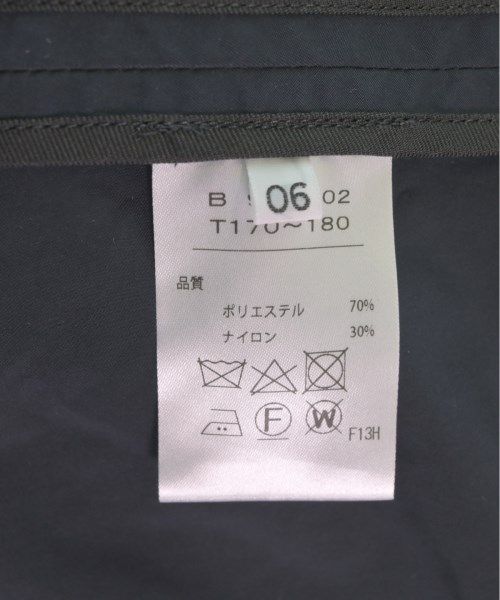 B 06 02
T170～180
品質
ポリエステル 70%
ナイロン 30%
F W F13H